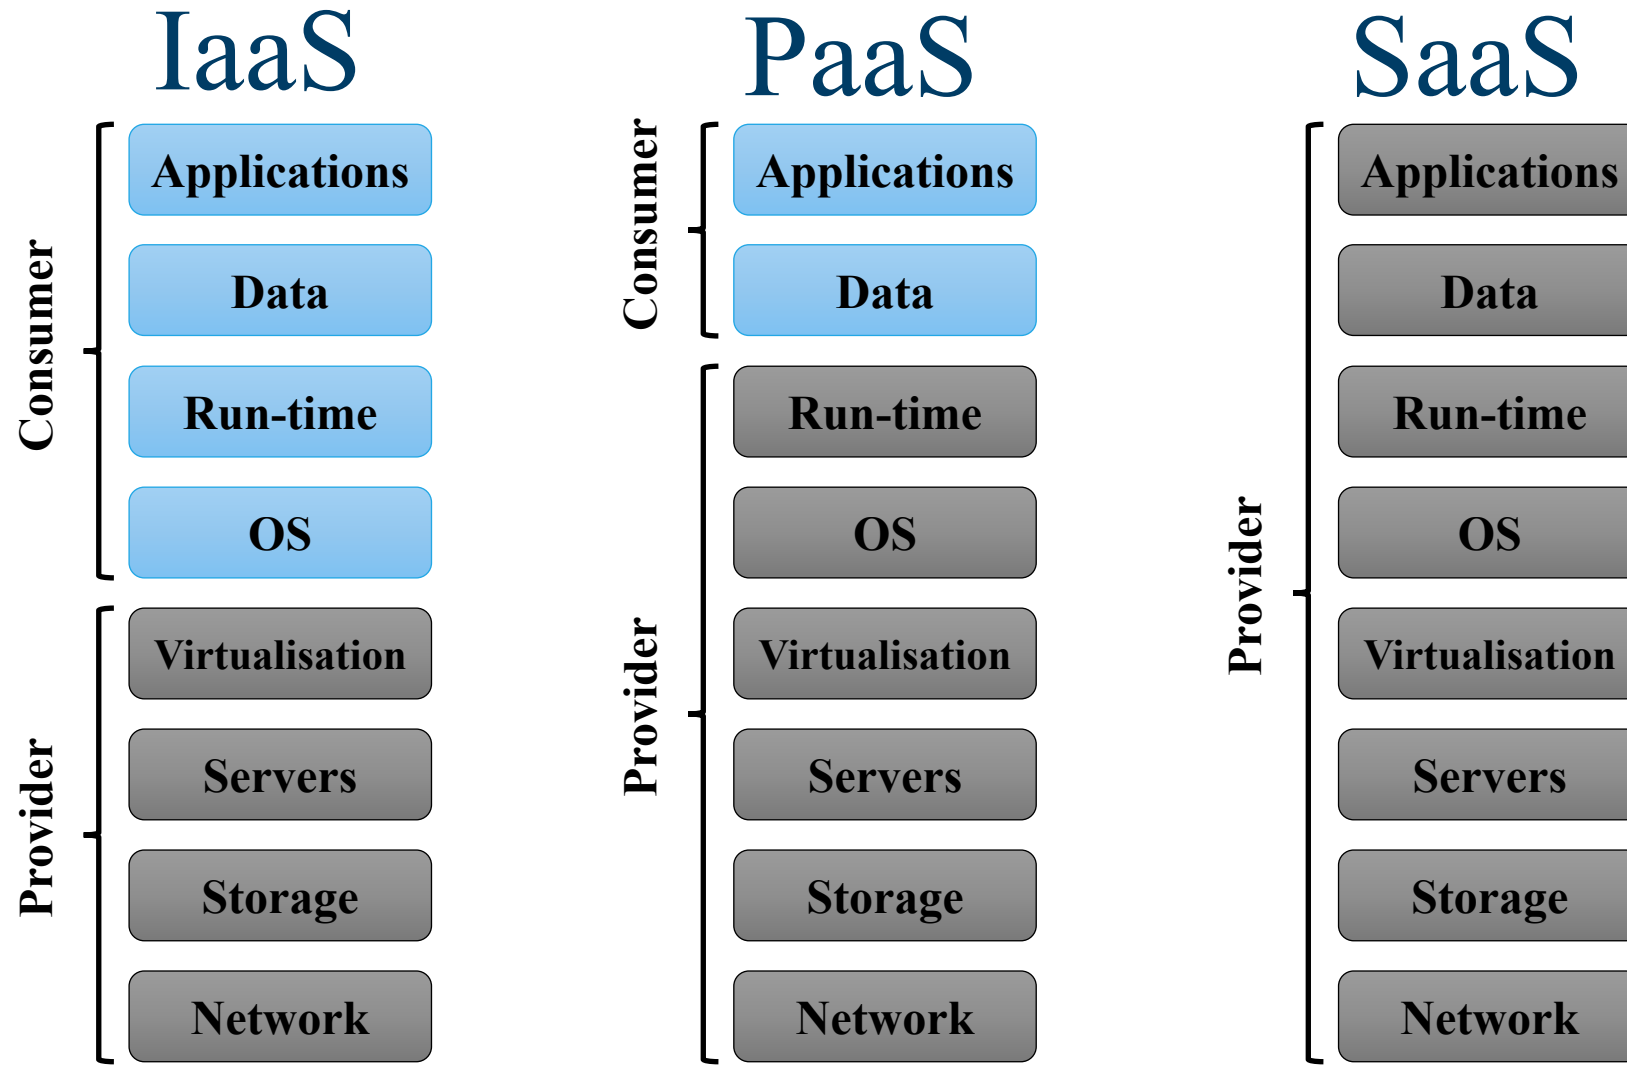 IaaS
Consumer
Applications
Data
Run-time
OS
Provider
Virtualisation
Servers
Storage
Network
PaaS
Consumer
Applications
Data
Provider
Run-time
OS
Virtualisation
Servers
Storage
Network
SaaS
Provider
Applications
Data
Run-time
OS
Virtualisation
Servers
Storage
Network